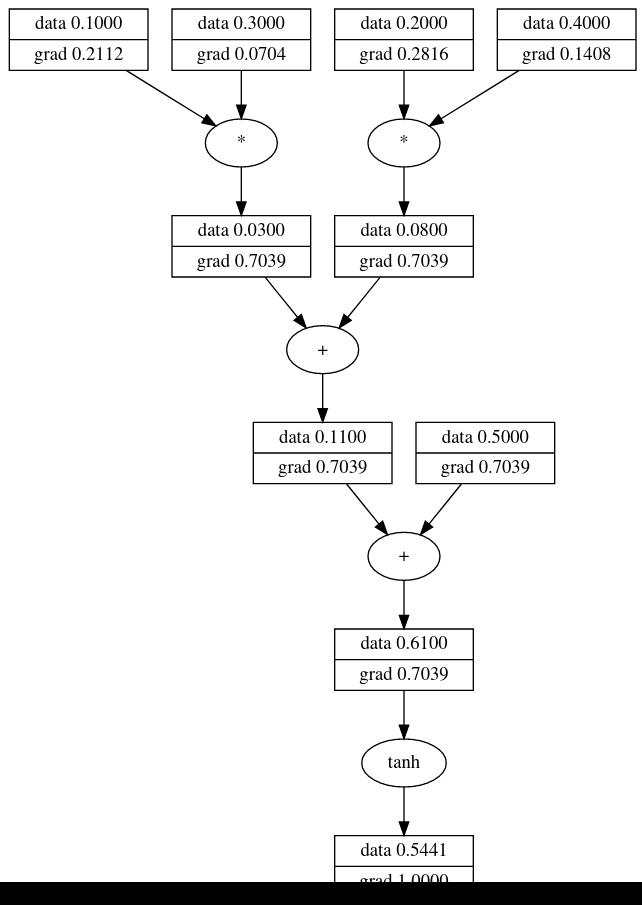 data 0.1000 data 0.3000 data 0.2000 data 0.4000
grad 0.2112 grad 0.0704 grad 0.2816 grad 0.1408
* *
data 0.0300 data 0.0800
grad 0.7039 grad 0.7039
+
data 0.1100 data 0.5000
grad 0.7039 grad 0.7039
+
data 0.6100
grad 0.7039
tanh
data 0.5441
grad 1.0000